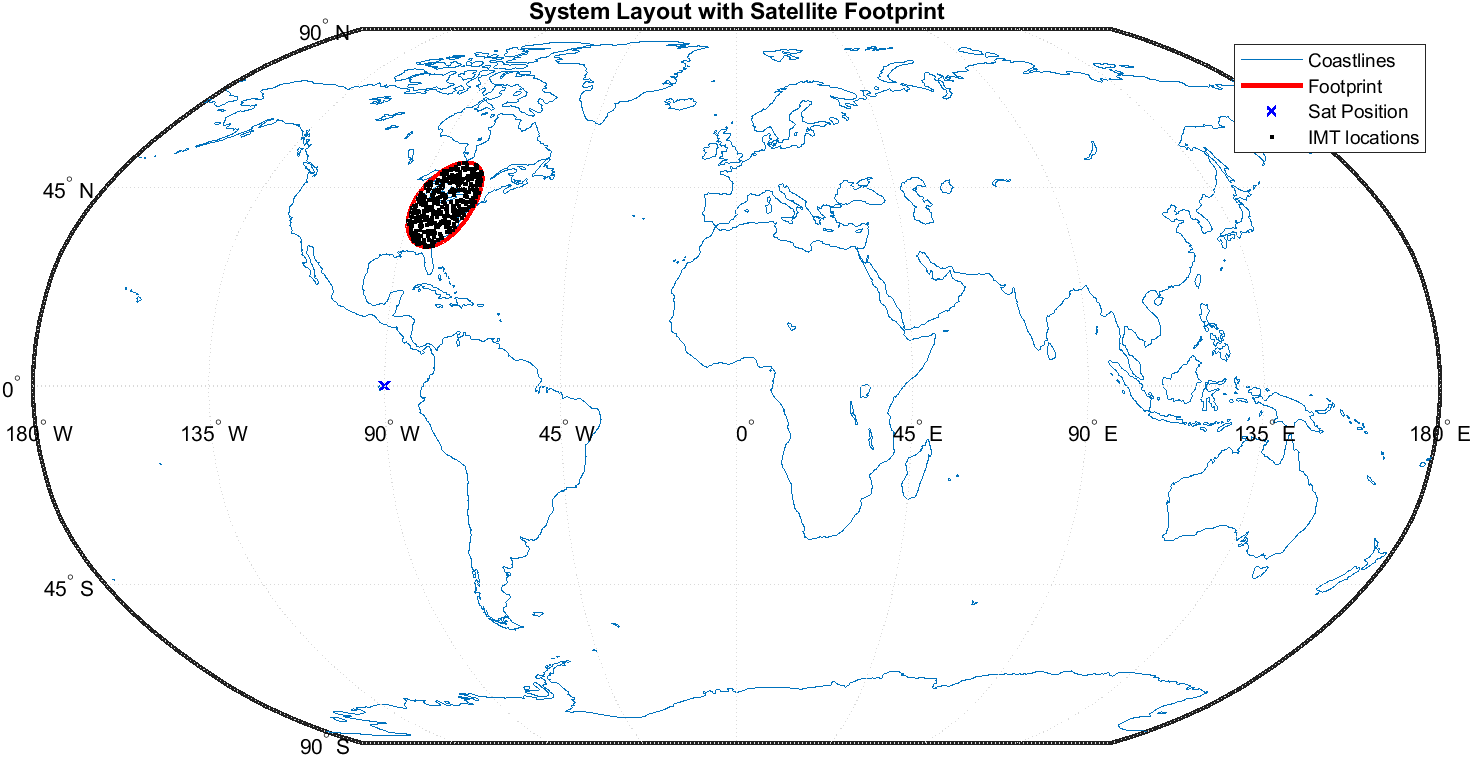 System Layout with Satellite Footprint
90° N
Coastlines
Footprint
Sat Position
IMT locations
45° N
0°
180° W
135° W
90° W
45° W
0°
45° E
90° E
135° E
180° E
45° S
90° S